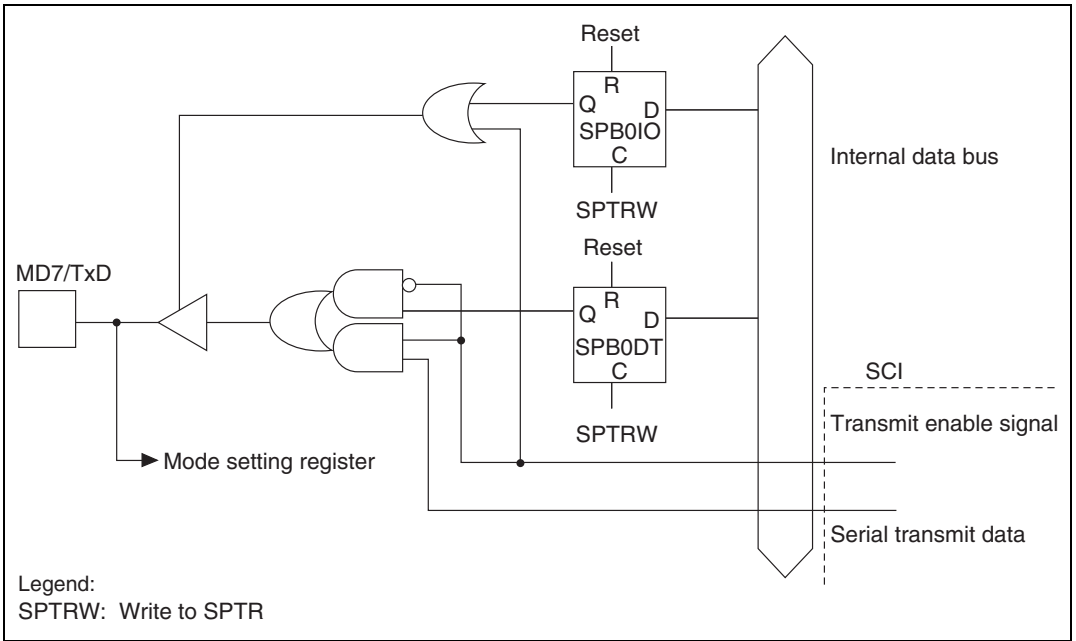 Reset
R
Q
D
SPB0IO
C
Internal data bus
SPTRW
Reset
MD7/TxD
R
Q
D
SPB0DT
C
SCI
Transmit enable signal
SPTRW
Mode setting register
Serial transmit data
Legend:
SPTRW: Write to SPTR